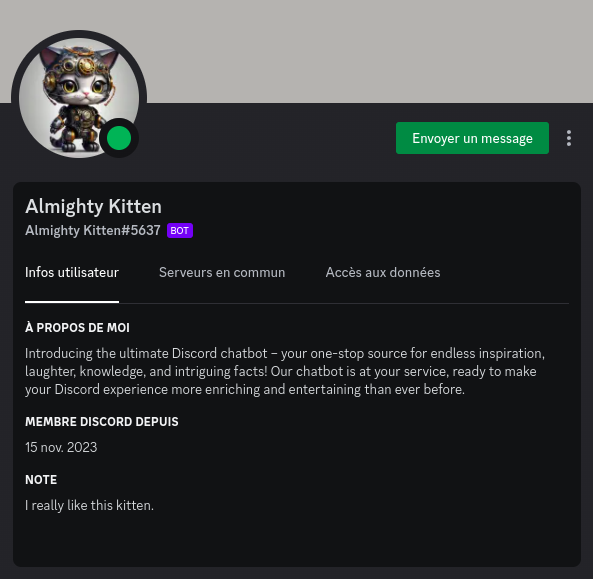 Envoyer un message
Almighty Kitten
Almighty Kitten#5637 BOT
Infos utilisateur Serveurs en commun Accès aux données
À PROPOS DE MOI
Introducing the ultimate Discord chatbot – your one-stop source for endless inspiration,
laughter, knowledge, and intriguing facts! Our chatbot is at your service, ready to make
your Discord experience more enriching and entertaining than ever before.
MEMBRE DISCORD DEPUIS
15 nov. 2023
NOTE
I really like this kitten.